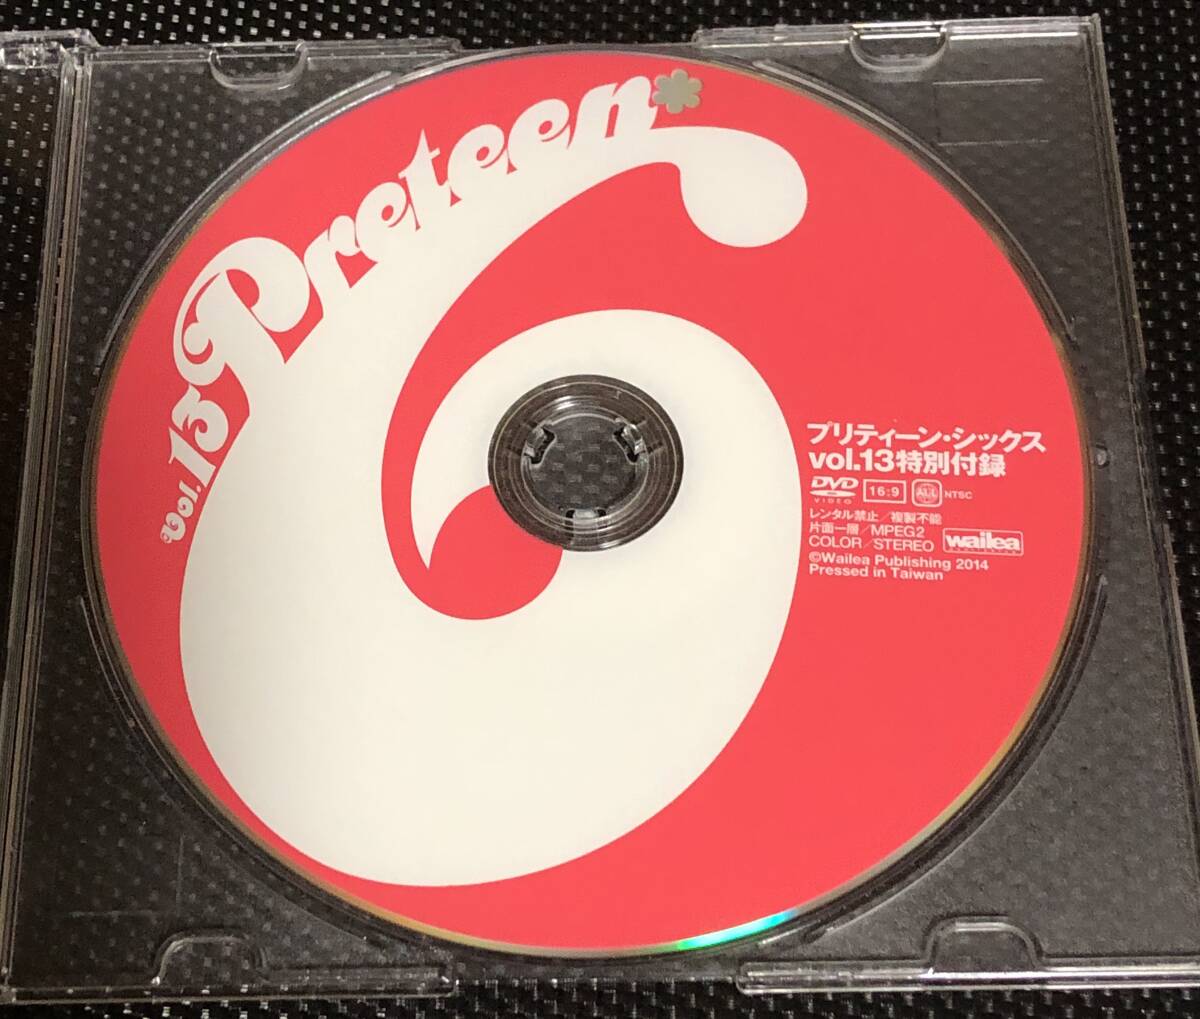 vol.13 Preteen
6
プリティーン・シックス
vol.13特別付録
DVD VIDEO 16:9 ALL NTSC
レンタル禁止/複製不能
片面一層/MPEG2
COLOR/STEREO wailea
©Wailea Publishing 2014
Pressed in Taiwan